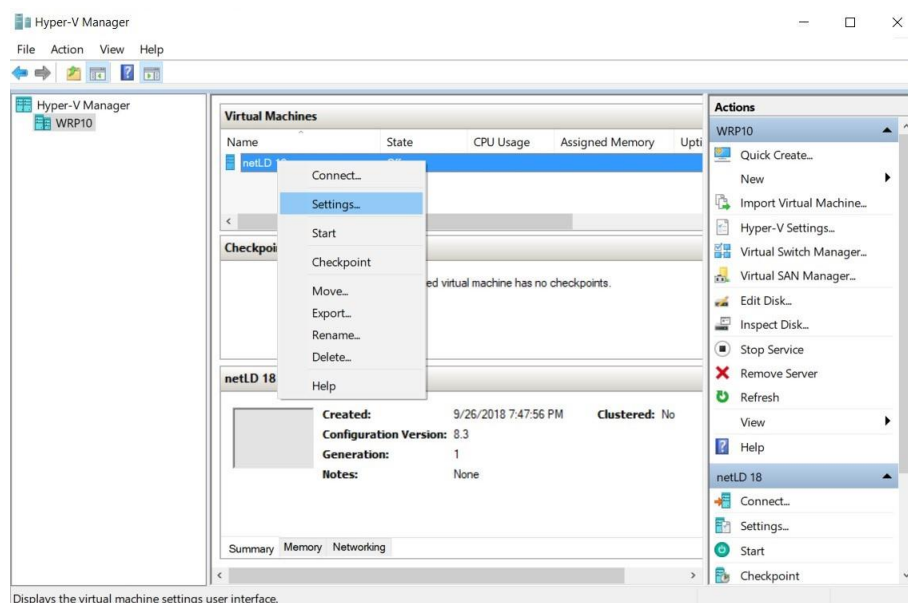 Hyper-V Manager
File Action View Help
Hyper-V Manager
WRP10
Virtual Machines
Name State CPU Usage Assigned Memory Upti
netLD
Connect...
Settings...
Start
Checkpoint
Move...
Export...
Rename...
Delete...
Help
Checkpoi
ed virtual machine has no checkpoints.
netLD 18
Created: 9/26/2018 7:47:56 PM Clustered: No
Configuration Version: 8.3
Generation: 1
Notes: None
Summary Memory Networking
Actions
WRP10
Quick Create...
New
Import Virtual Machine...
Hyper-V Settings...
Virtual Switch Manager...
Virtual SAN Manager...
Edit Disk...
Inspect Disk...
Stop Service
Remove Server
Refresh
View
Help
netLD 18
Connect...
Settings...
Start
Checkpoint
Displays the virtual machine settings user interface.